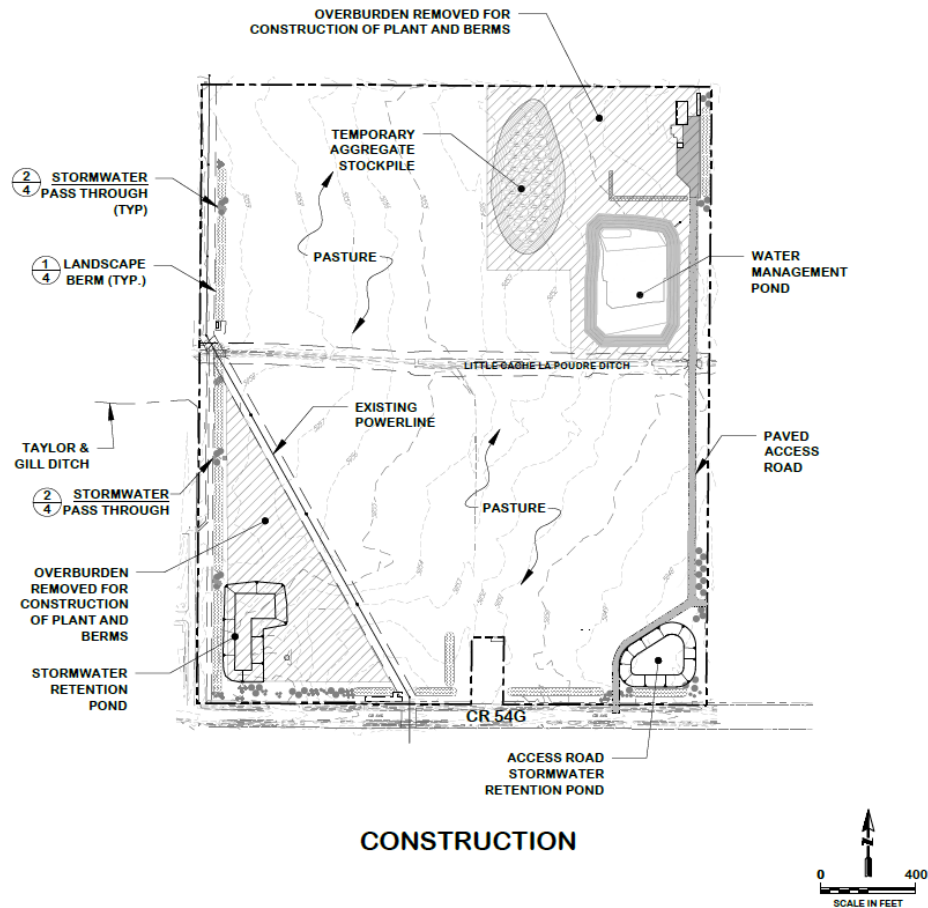 OVERBURDEN REMOVED FOR
CONSTRUCTION OF PLANT AND BERMS
TEMPORARY
AGGREGATE
STOCKPILE
2
4
STORMWATER
PASS THROUGH
(TYP)
1
4
LANDSCAPE
BERM (TYP.)
PASTURE
WATER
MANAGEMENT
POND
LITTLE CACHE LA POUDRE DITCH
EXISTING
POWERLINE
TAYLOR &
GILL DITCH
PAVED
ACCESS
ROAD
2
4
STORMWATER
PASS THROUGH
PASTURE
OVERBURDEN
REMOVED FOR
CONSTRUCTION
OF PLANT AND
BERMS
STORMWATER
RETENTION
POND
CR 54G
ACCESS ROAD
STORMWATER
RETENTION POND
CONSTRUCTION
N
0 400
SCALE IN FEET